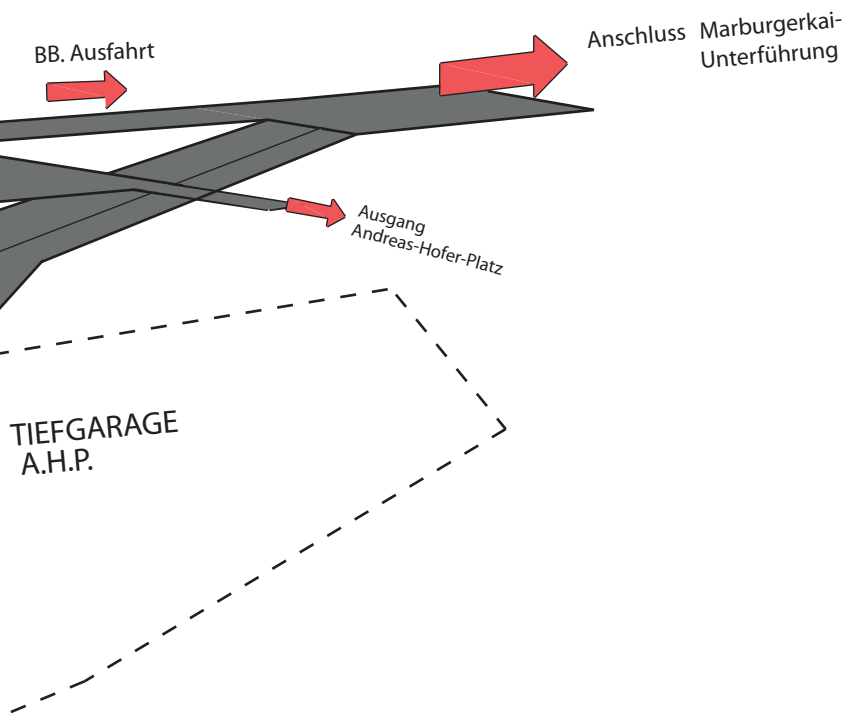 BB. Ausfahrt
Anschluss Marburgerkai-
Unterführung
Ausgang
Andreas-Hofer-Platz
TIEFGARAGE
A.H.P.